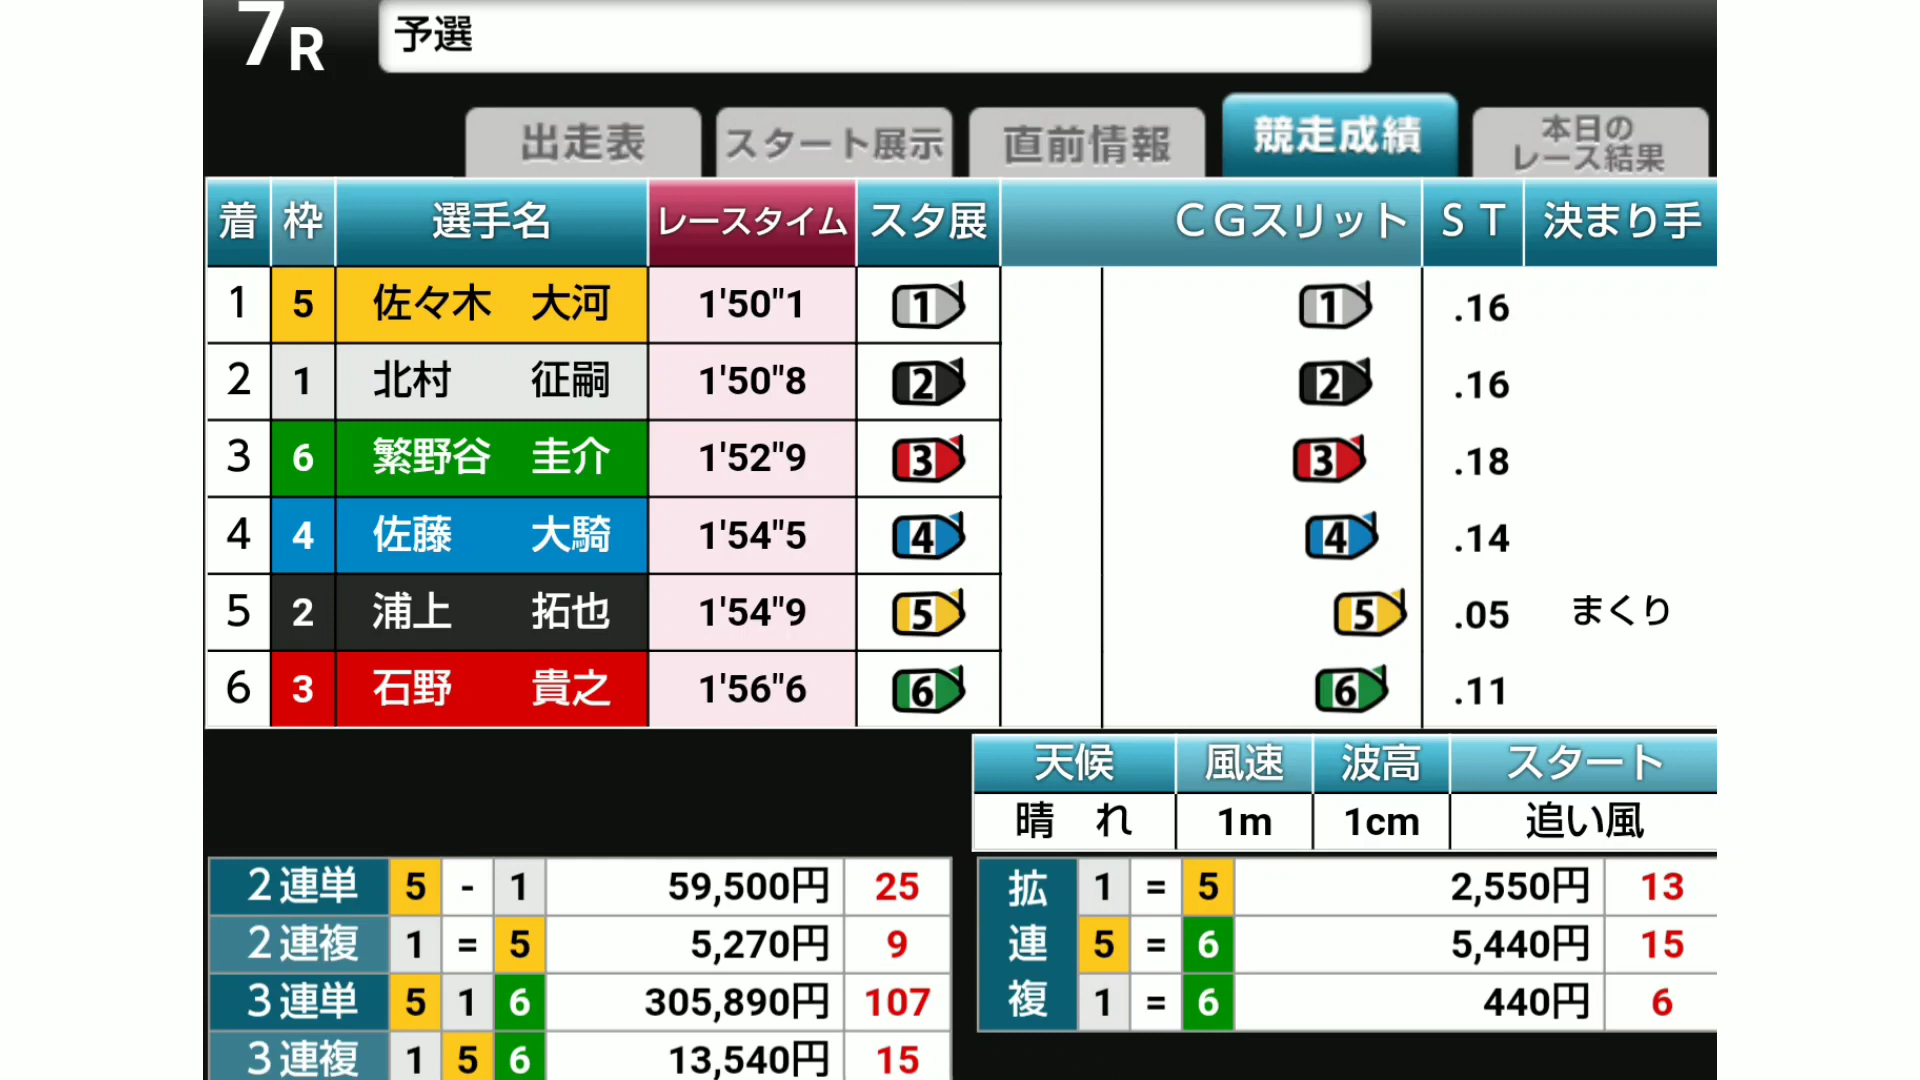 7R 予選
出走表 スタート展示 直前情報 競走成績 本日の
レース結果
着 枠 選手名 レースタイム スタ展 CGスリット ST 決まり手
1 5 佐々木 大河 1'50"1 1 1 .16
2 1 北村 征嗣 1'50"8 2 2 .16
3 6 繁野谷 圭介 1'52"9 3 3 .18
4 4 佐藤 大騎 1'54"5 4 4 .14
5 2 浦上 拓也 1'54"9 5 5 .05 まくり
6 3 石野 貴之 1'56"6 6 6 .11
天候 風速 波高 スタート
晴 れ 1m 1cm 追い風
2連単 5 - 1 59,500円 25
2連複 1 = 5 5,270円 9
3連単 5 1 6 305,890円 107
3連複 1 5 6 13,540円 15
拡連複
1 = 5 2,550円 13
5 = 6 5,440円 15
1 = 6 440円 6